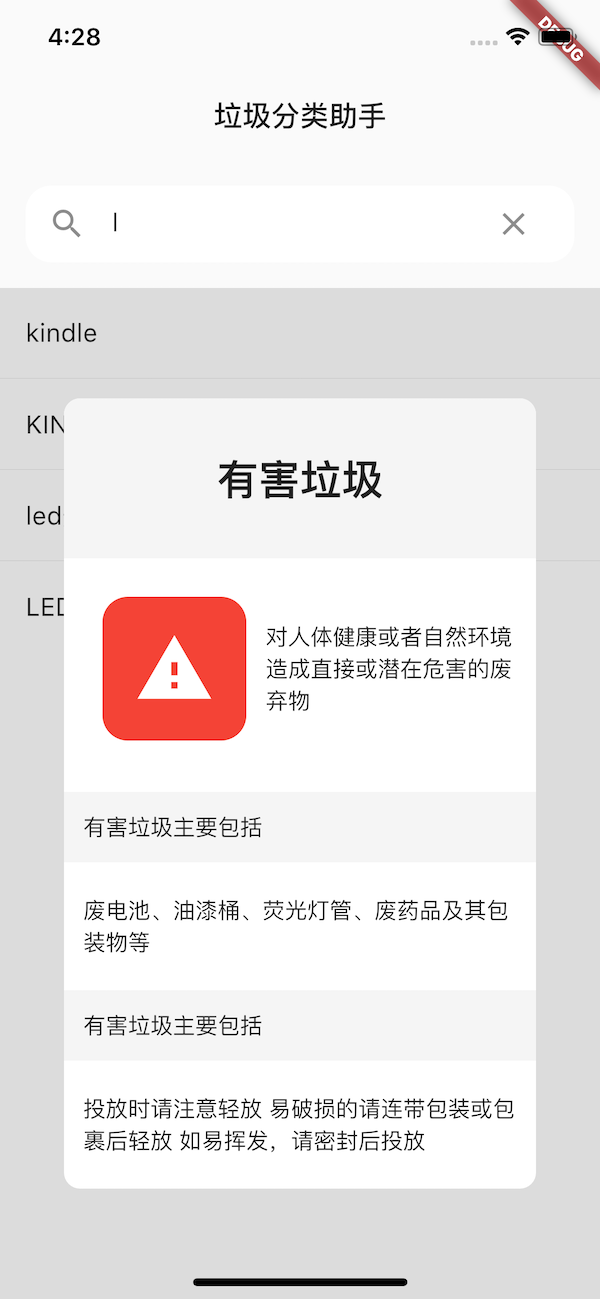 4:28
DEBUG
垃圾分类助手
l
kindle
KIN
led
LED
有害垃圾
对人体健康或者自然环境
造成直接或潜在危害的废
弃物
有害垃圾主要包括
废电池、油漆桶、荧光灯管、废药品及其包
装物等
有害垃圾主要包括
投放时请注意轻放 易破损的请连带包装或包
裹后轻放 如易挥发，请密封后投放